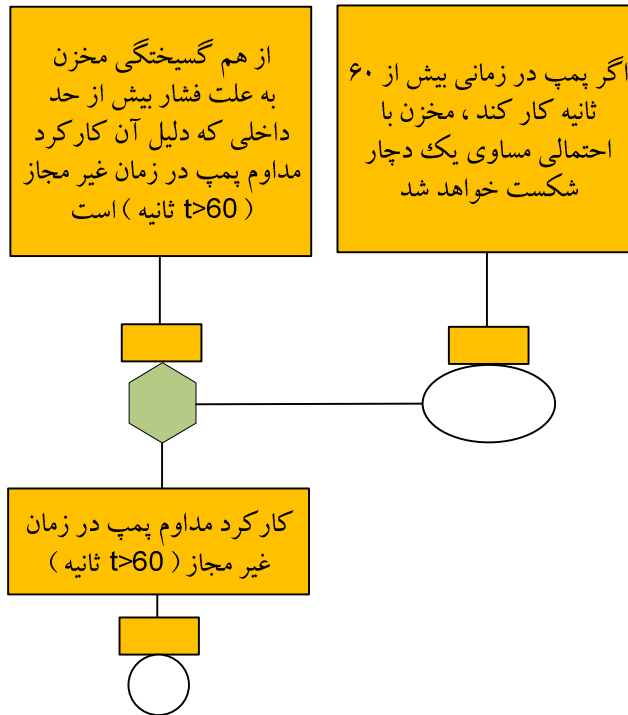 اگر پمپ در زمانی بیش از ۶۰
ثانیه کار کند ، مخزن با
احتمالی مساوی یك دچار
شکست خواهد شد
از هم گسیختگی مخزن
به علت فشار بیش از حد
داخلی که دلیل آن کارکرد
مداوم پمپ در زمان غیر مجاز
( t>60 ثانیه ) است
کارکرد مداوم پمپ در زمان
غیر مجاز ( t>60 ثانیه )